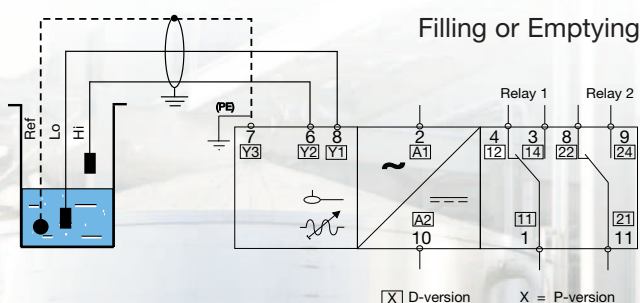 Filling or Emptying
Relay 1 Relay 2
Ref
Lo
Hi
(PE)
7 6 8 2 4 3 8 9
Y3 Y2 Y1 A1 12 14 22 24
~
A2 11 21
10 1 11
X D-version X = P-version